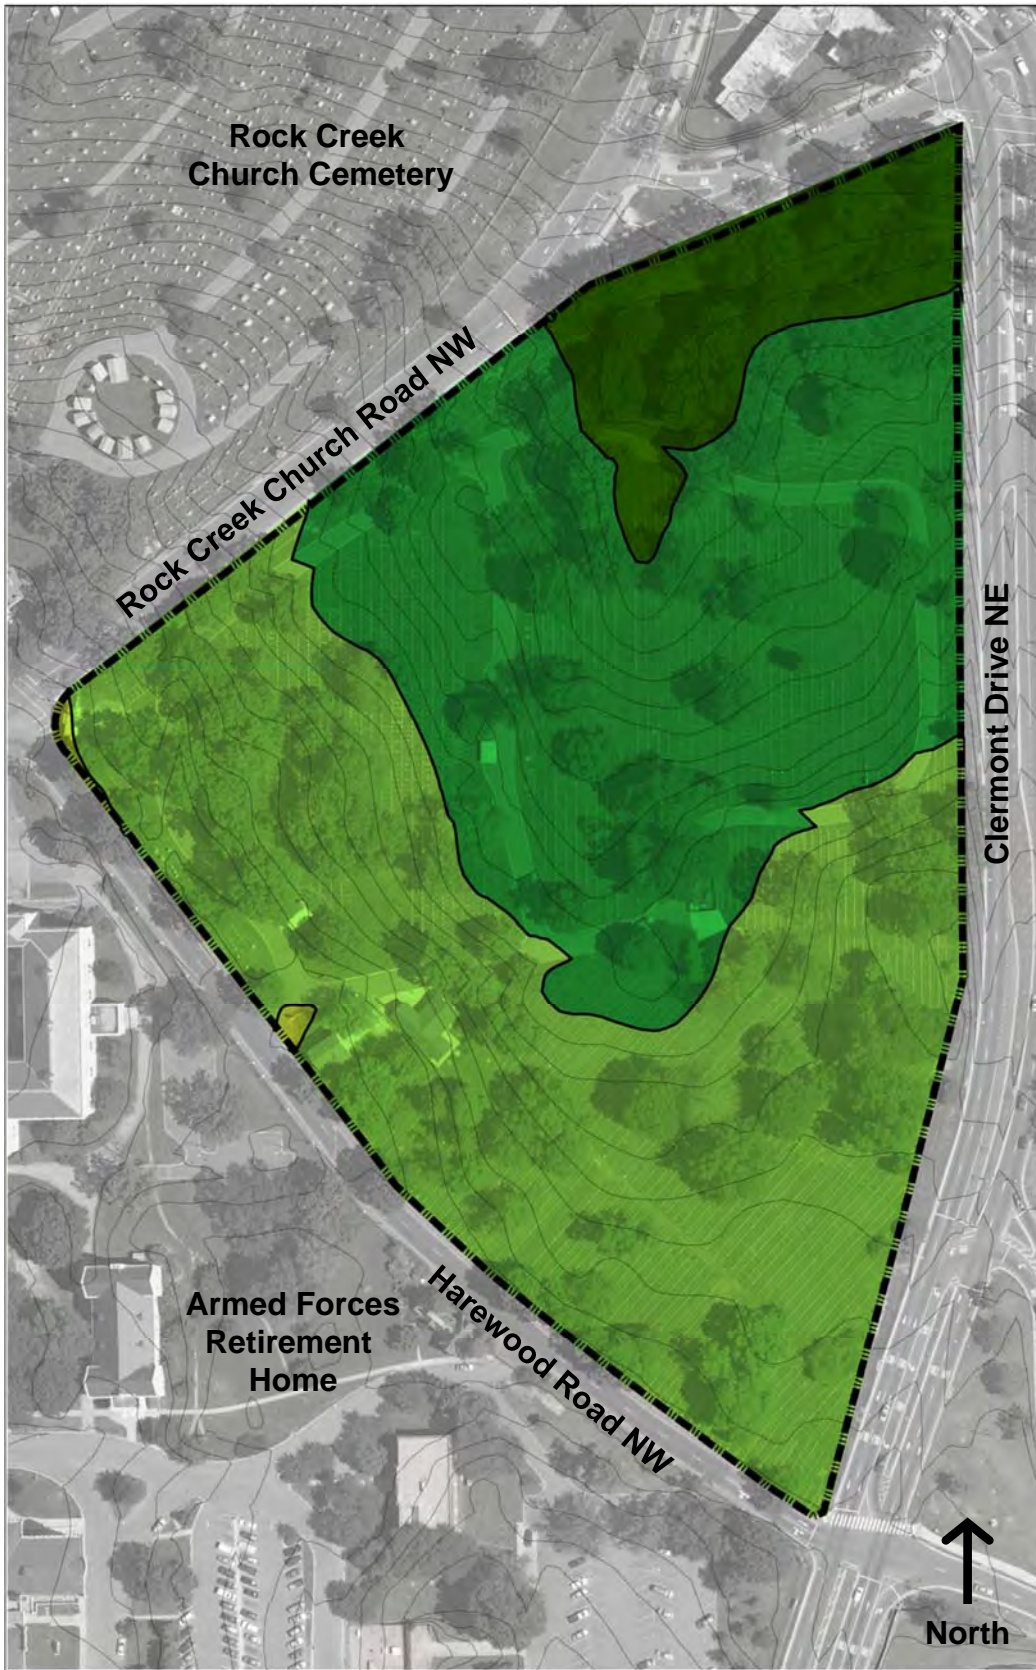 Rock Creek
Church Cemetery
Rock Creek Church Road NW
Clermont Drive NE
Armed Forces
Retirement
Home
Harewood Road NW
North